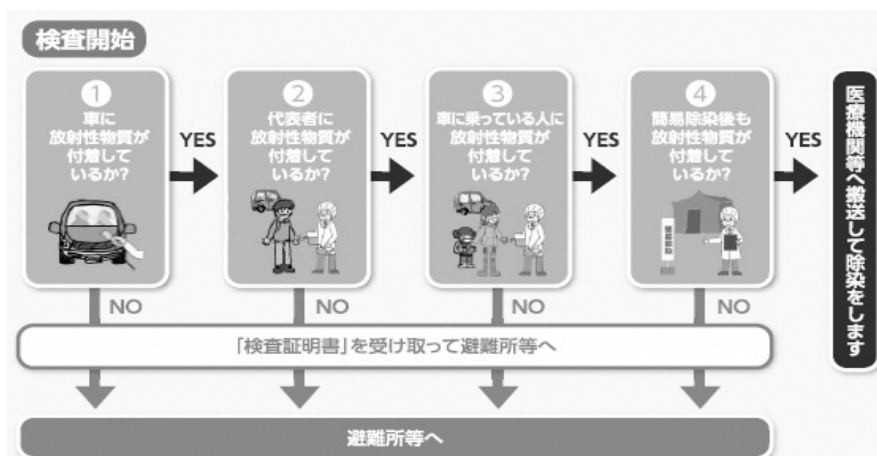 検査開始
1
車に
放射性物質が
付着して
いるか?
YES
2
代表者に
放射性物質が
付着して
いるか?
YES
3
車に乗っている人に
放射性物質が
付着して
いるか?
YES
4
簡易除染後も
放射性物質が
付着して
いるか?
簡易除染
YES
医療機関等へ搬送して除染をします
NO
NO
NO
NO
「検査証明書」を受け取って避難所等へ
避難所等へ